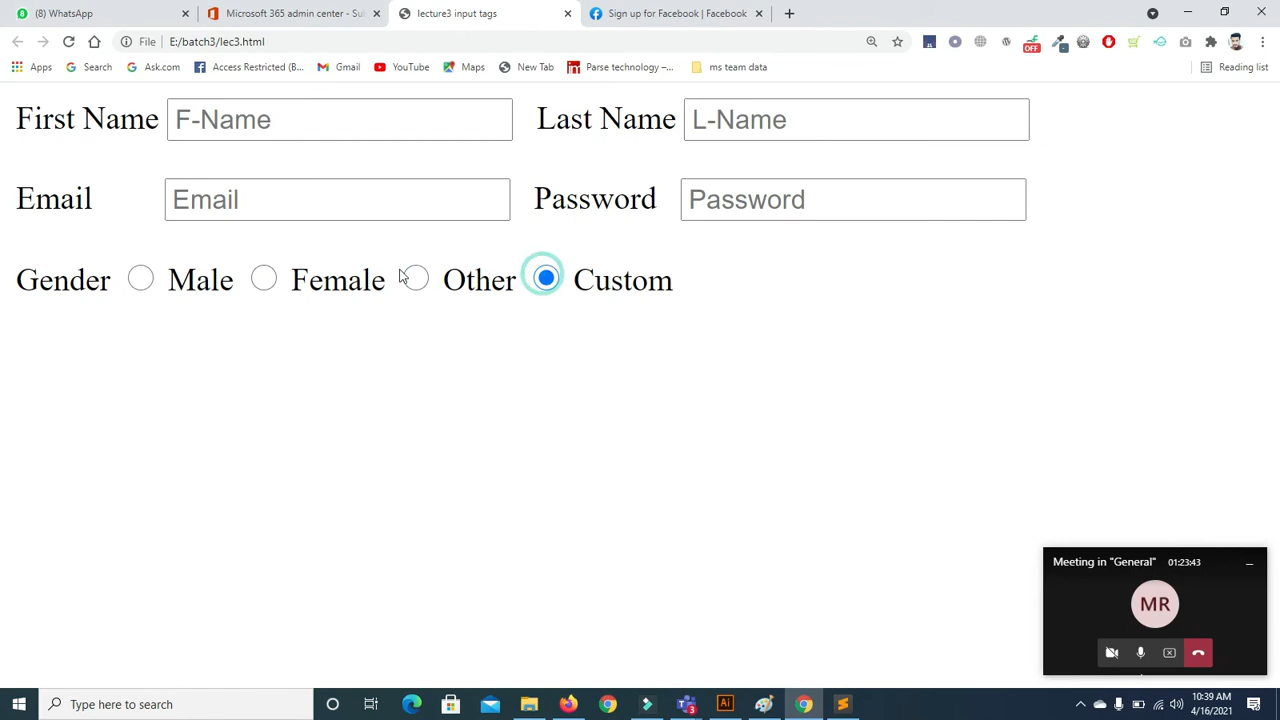 (8) WhatsApp
Microsoft 365 admin center - Su
lecture3 input tags
Sign up for Facebook | Facebook
File E:/batch3/lec3.html
OFF
Apps Search Ask.com Access Restricted (B... Gmail YouTube Maps New Tab Parse technology –... ms team data Reading list
First Name F-Name Last Name L-Name
Email Email Password Password
Gender Male Female Other Custom
Meeting in "General" 01:23:43
MR
Type here to search
Ai
3
10:39 AM
4/16/2021